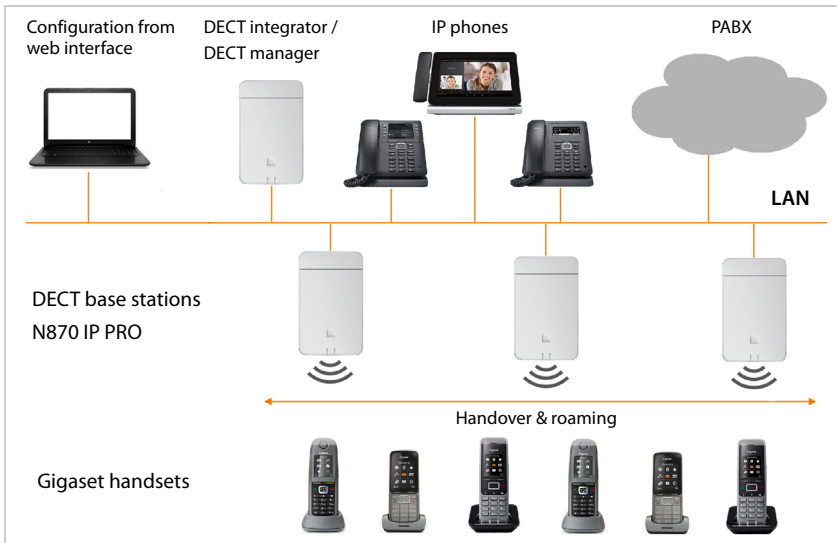 Configuration from
web interface
DECT integrator /
DECT manager
IP phones
PABX
LAN
DECT base stations
N870 IP PRO
Handover & roaming
Gigaset handsets